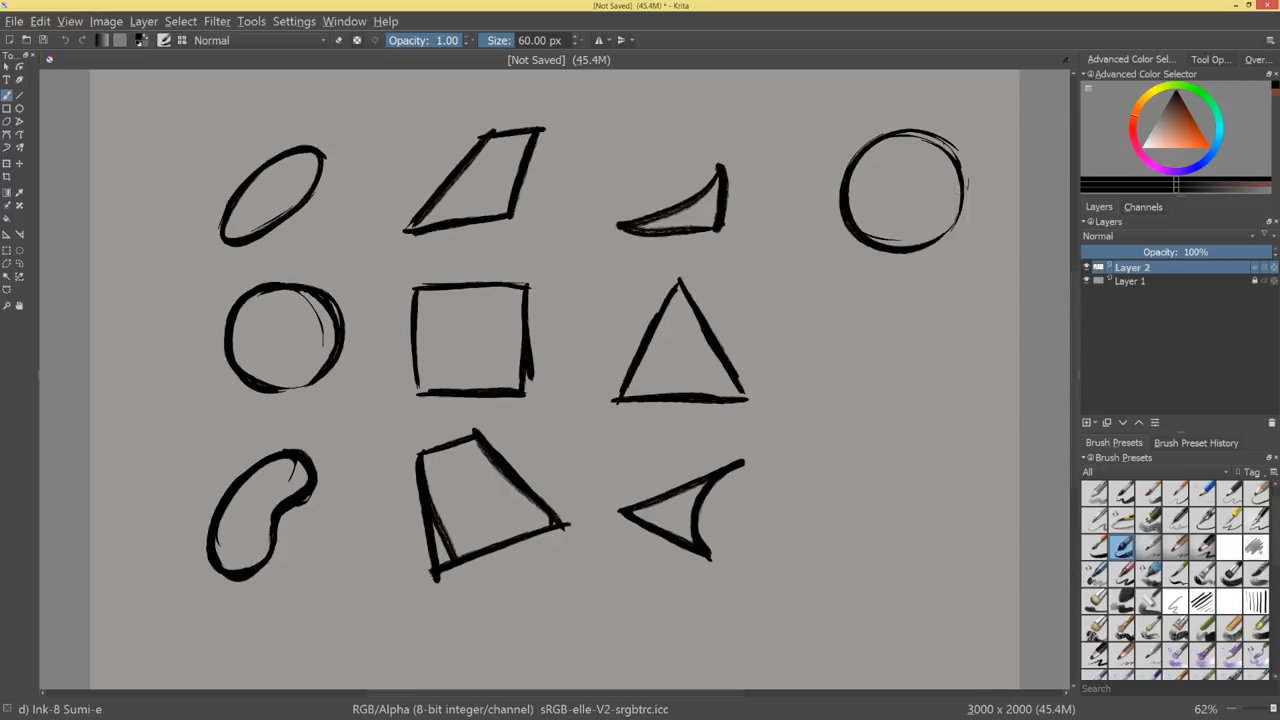 [Not Saved] (45.4M) * - Krita
File Edit View Image Layer Select Filter Tools Settings Window Help
Normal Opacity: 1.00 Size: 60.00 px
To... [Not Saved] (45.4M)
Advanced Color Sel... Tool Op... Over...
Advanced Color Selector
Layers Channels
Layers
Normal
Opacity: 100%
Layer 2
Layer 1
Brush Presets Brush Preset History
Brush Presets
All Tag
Search
d) Ink-8 Sumi-e RGB/Alpha (8-bit integer/channel) sRGB-elle-V2-srgbtrc.icc 3000 x 2000 (45.4M) 62%